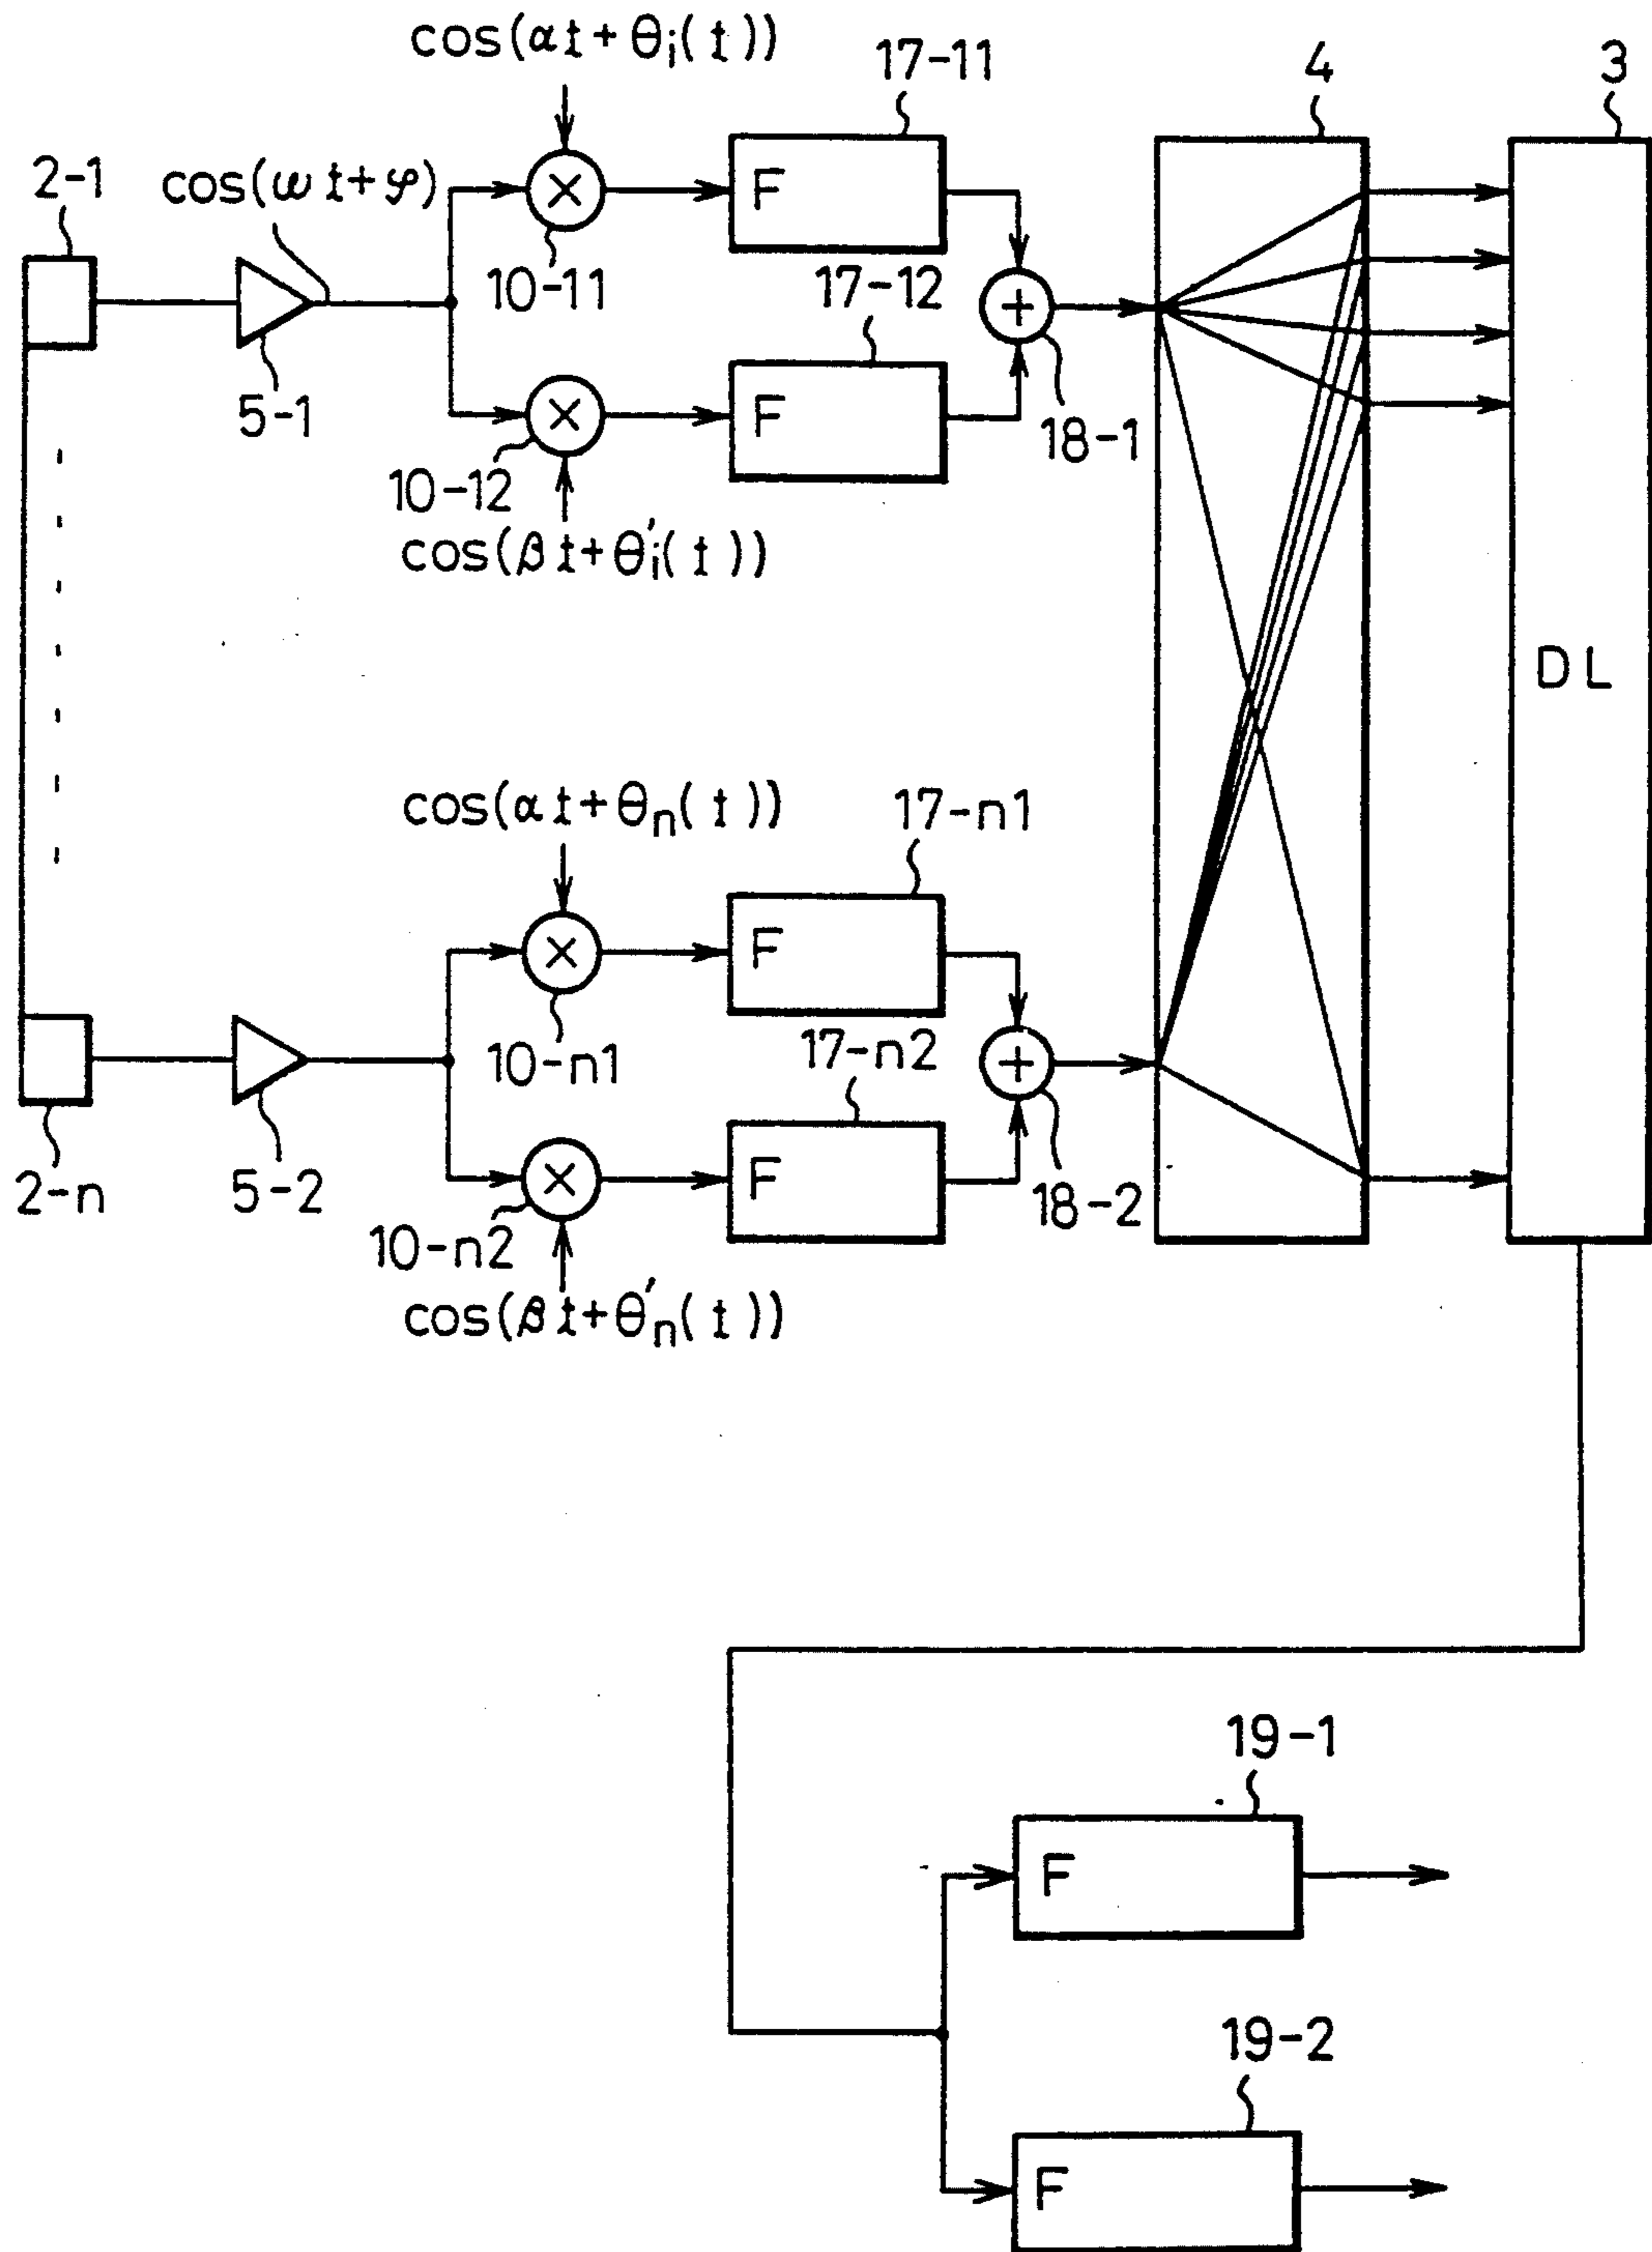 cos(αt+θi(t))
17-11
4
3
2-1
cos(ωt+φ)
F
10-11
17-12
5-1
F
18-1
10-12
cos(βt+θ'i(t))
DL
cos(αt+θn(t))
17-n1
F
10-n1
17-n2
2-n
5-2
F
18-2
10-n2
cos(βt+θ'n(t))
19-1
F
19-2
F